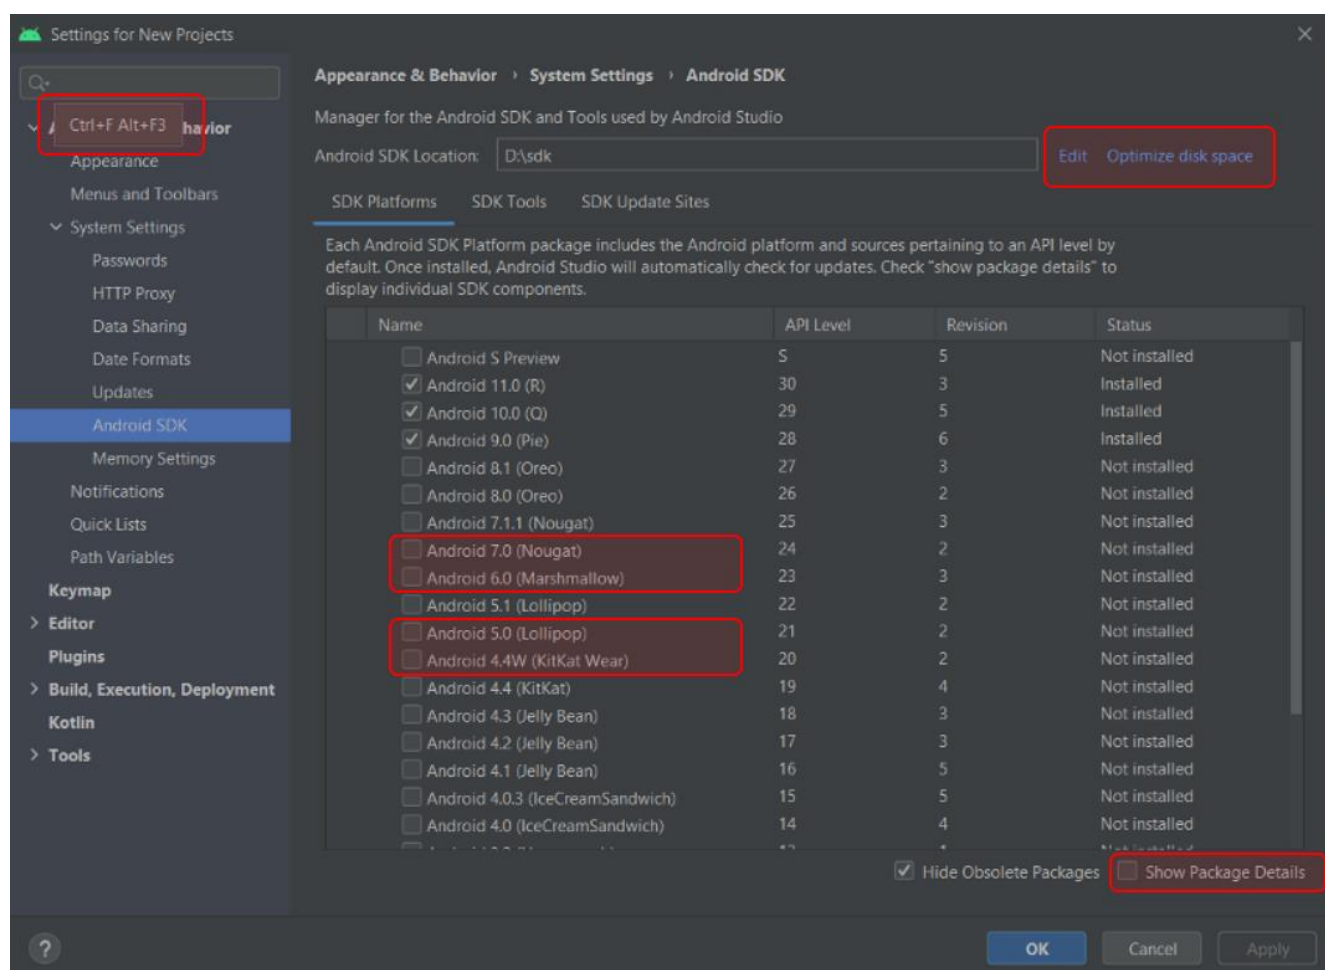 Settings for New Projects
Ctrl+F Alt+F3
havior
Appearance
Menus and Toolbars
System Settings
Passwords
HTTP Proxy
Data Sharing
Date Formats
Updates
Android SDK
Memory Settings
Notifications
Quick Lists
Path Variables
Keymap
Editor
Plugins
Build, Execution, Deployment
Kotlin
Tools
Appearance & Behavior › System Settings › Android SDK
Manager for the Android SDK and Tools used by Android Studio
Android SDK Location: D:\sdk Edit Optimize disk space
SDK Platforms SDK Tools SDK Update Sites
Each Android SDK Platform package includes the Android platform and sources pertaining to an API level by
default. Once installed, Android Studio will automatically check for updates. Check "show package details" to
display individual SDK components.
Name API Level Revision Status
Android S Preview S 5 Not installed
Android 11.0 (R) 30 3 Installed
Android 10.0 (Q) 29 5 Installed
Android 9.0 (Pie) 28 6 Installed
Android 8.1 (Oreo) 27 3 Not installed
Android 8.0 (Oreo) 26 2 Not installed
Android 7.1.1 (Nougat) 25 3 Not installed
Android 7.0 (Nougat) 24 2 Not installed
Android 6.0 (Marshmallow) 23 3 Not installed
Android 5.1 (Lollipop) 22 2 Not installed
Android 5.0 (Lollipop) 21 2 Not installed
Android 4.4W (KitKat Wear) 20 2 Not installed
Android 4.4 (KitKat) 19 4 Not installed
Android 4.3 (Jelly Bean) 18 3 Not installed
Android 4.2 (Jelly Bean) 17 3 Not installed
Android 4.1 (Jelly Bean) 16 5 Not installed
Android 4.0.3 (IceCreamSandwich) 15 5 Not installed
Android 4.0 (IceCreamSandwich) 14 4 Not installed
Hide Obsolete Packages Show Package Details
? OK Cancel Apply